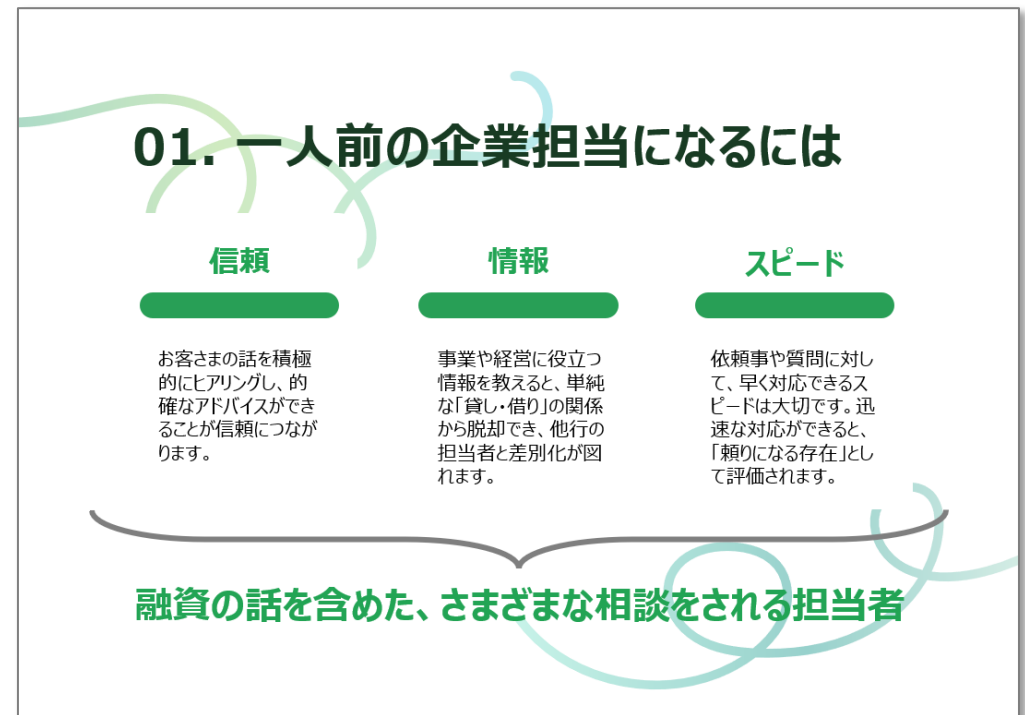 01. 一人前の企業担当になるには
信頼
お客さまの話を積極
的にヒアリングし、的
確なアドバイスができ
ることが信頼につなが
ります。
情報
事業や経営に役立つ
情報を教えると、単純
な「貸し・借り」の関係
から脱却でき、他行の
担当者と差別化が図
れます。
スピード
依頼事や質問に対し
て、早く対応できるス
ピードは大切です。迅
速な対応ができると、
「頼りになる存在」とし
て評価されます。
融資の話を含めた、さまざまな相談をされる担当者